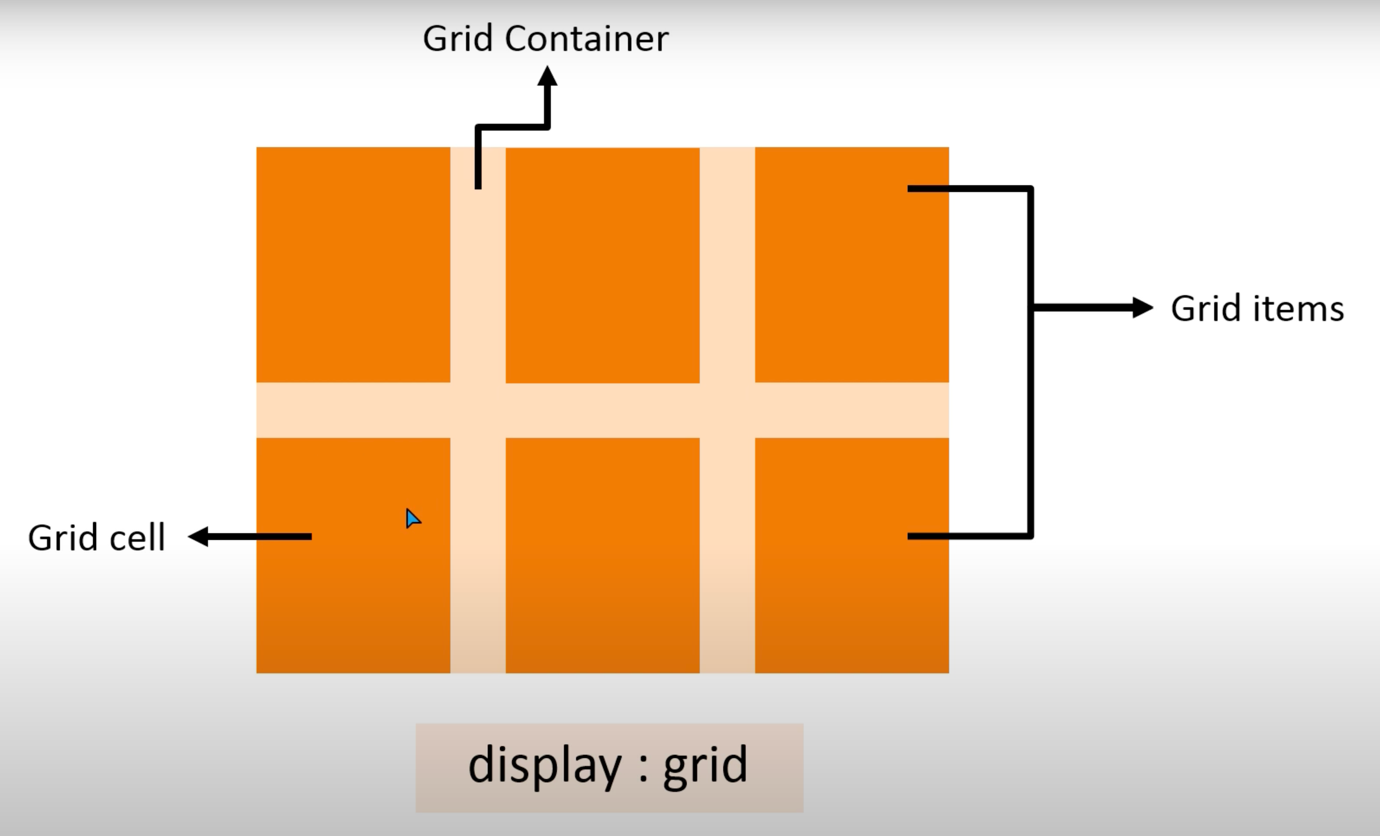 Grid Container
Grid items
Grid cell
display : grid